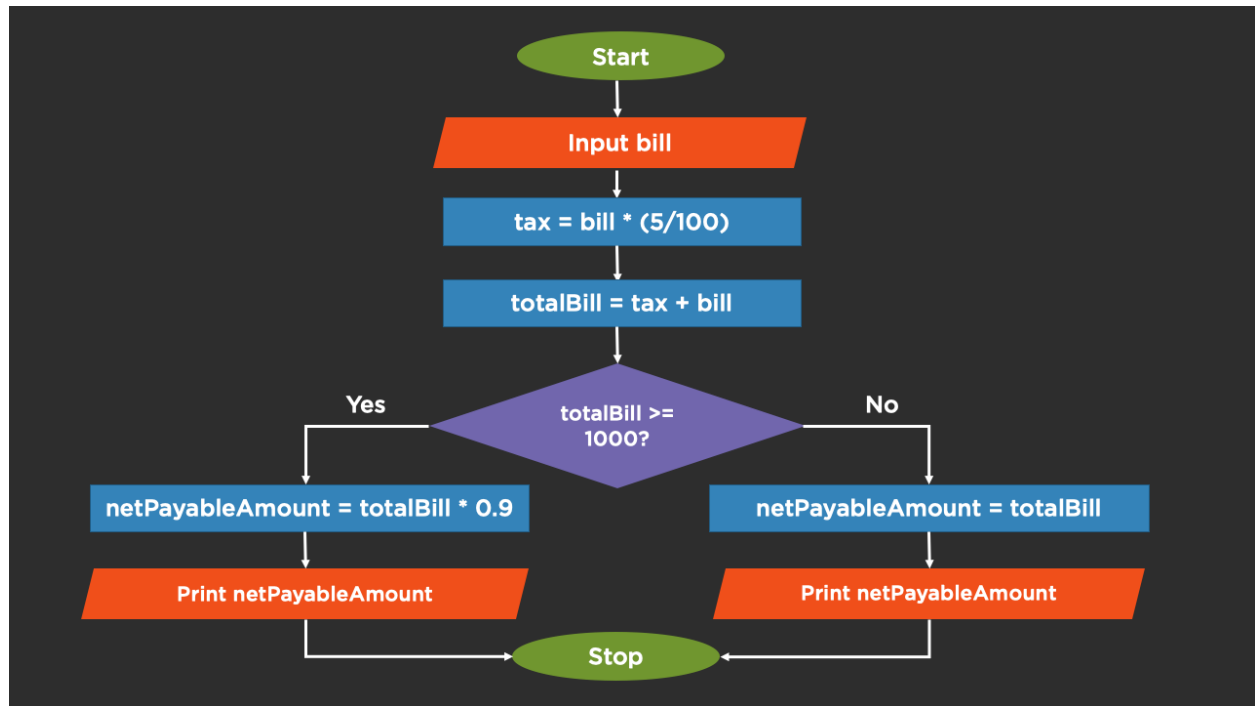 Start
Input bill
tax = bill * (5/100)
totalBill = tax + bill
totalBill >=
1000?
Yes
No
netPayableAmount = totalBill * 0.9
netPayableAmount = totalBill
Print netPayableAmount
Print netPayableAmount
Stop